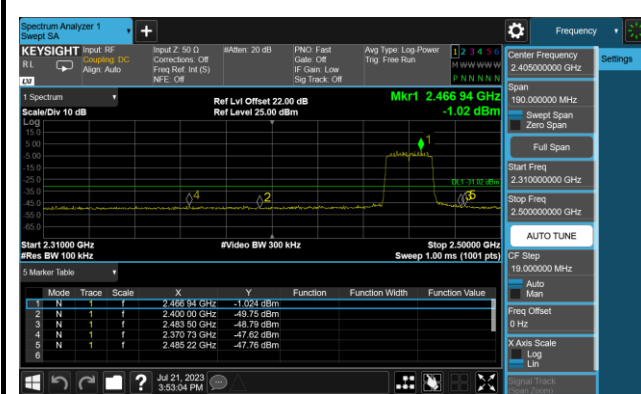 Spectrum Analyzer 1
Swept SA
Frequency
KEYSIGHT
Input: RF
Input Z: 50 Ω
#Atten: 20 dB
PNO: Fast
Avg Type: Log-Power
1 2 3 4 5 6
RL
Coupling: DC
Corrections: Off
Gate: Off
Trig: Free Run
M WW WW W
Align: Auto
Freq Ref: Int (S)
IF Gain: Low
NFE: Off
Sig Track: Off
P N N N N N
LXI
Settings
Center Frequency
2.405000000 GHz
Span
190.000000 MHz
Swept Span
Zero Span
Full Span
Start Freq
2.310000000 GHz
Stop Freq
2.500000000 GHz
AUTO TUNE
CF Step
19.000000 MHz
Auto
Man
Freq Offset
0 Hz
X Axis Scale
Log
Lin
Signal Track
(Span Zoom)
1 Spectrum
Ref Lvl Offset 22.00 dB
Mkr1 2.466 94 GHz
Scale/Div 10 dB
Ref Level 25.00 dBm
-1.02 dBm
Log
15.0
5.00
-5.00
-15.0
-25.0
-35.0
-45.0
-55.0
-65.0
1
DL1 -31.02 dBm
4
2
Start 2.31000 GHz
#Video BW 300 kHz
Stop 2.50000 GHz
#Res BW 100 kHz
Sweep 1.00 ms (1001 pts)
5 Marker Table
Mode Trace Scale X Y Function Function Width Function Value
1 N 1 f 2.466 94 GHz -1.024 dBm
2 N 1 f 2.400 00 GHz -49.75 dBm
3 N 1 f 2.483 50 GHz -48.79 dBm
4 N 1 f 2.370 73 GHz -47.62 dBm
5 N 1 f 2.485 22 GHz -47.76 dBm
6
?
Jul 21, 2023
3:53:04 PM